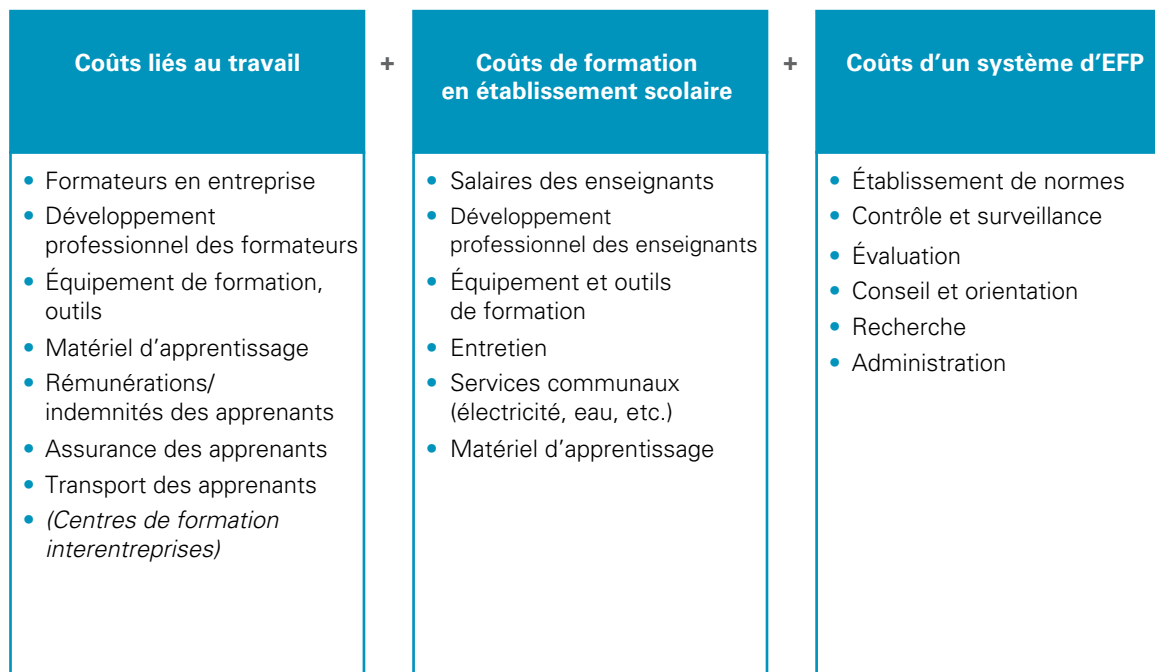 Coûts liés au travail
+
Coûts de formation
en établissement scolaire
+
Coûts d’un système d’EFP
• Formateurs en entreprise
• Développement
professionnel des formateurs
• Équipement de formation,
outils
• Matériel d’apprentissage
• Rémunérations/
indemnités des apprenants
• Assurance des apprenants
• Transport des apprenants
• (Centres de formation
interentreprises)
• Salaires des enseignants
• Développement
professionnel des enseignants
• Équipement et outils
de formation
• Entretien
• Services communaux
(électricité, eau, etc.)
• Matériel d’apprentissage
• Établissement de normes
• Contrôle et surveillance
• Évaluation
• Conseil et orientation
• Recherche
• Administration